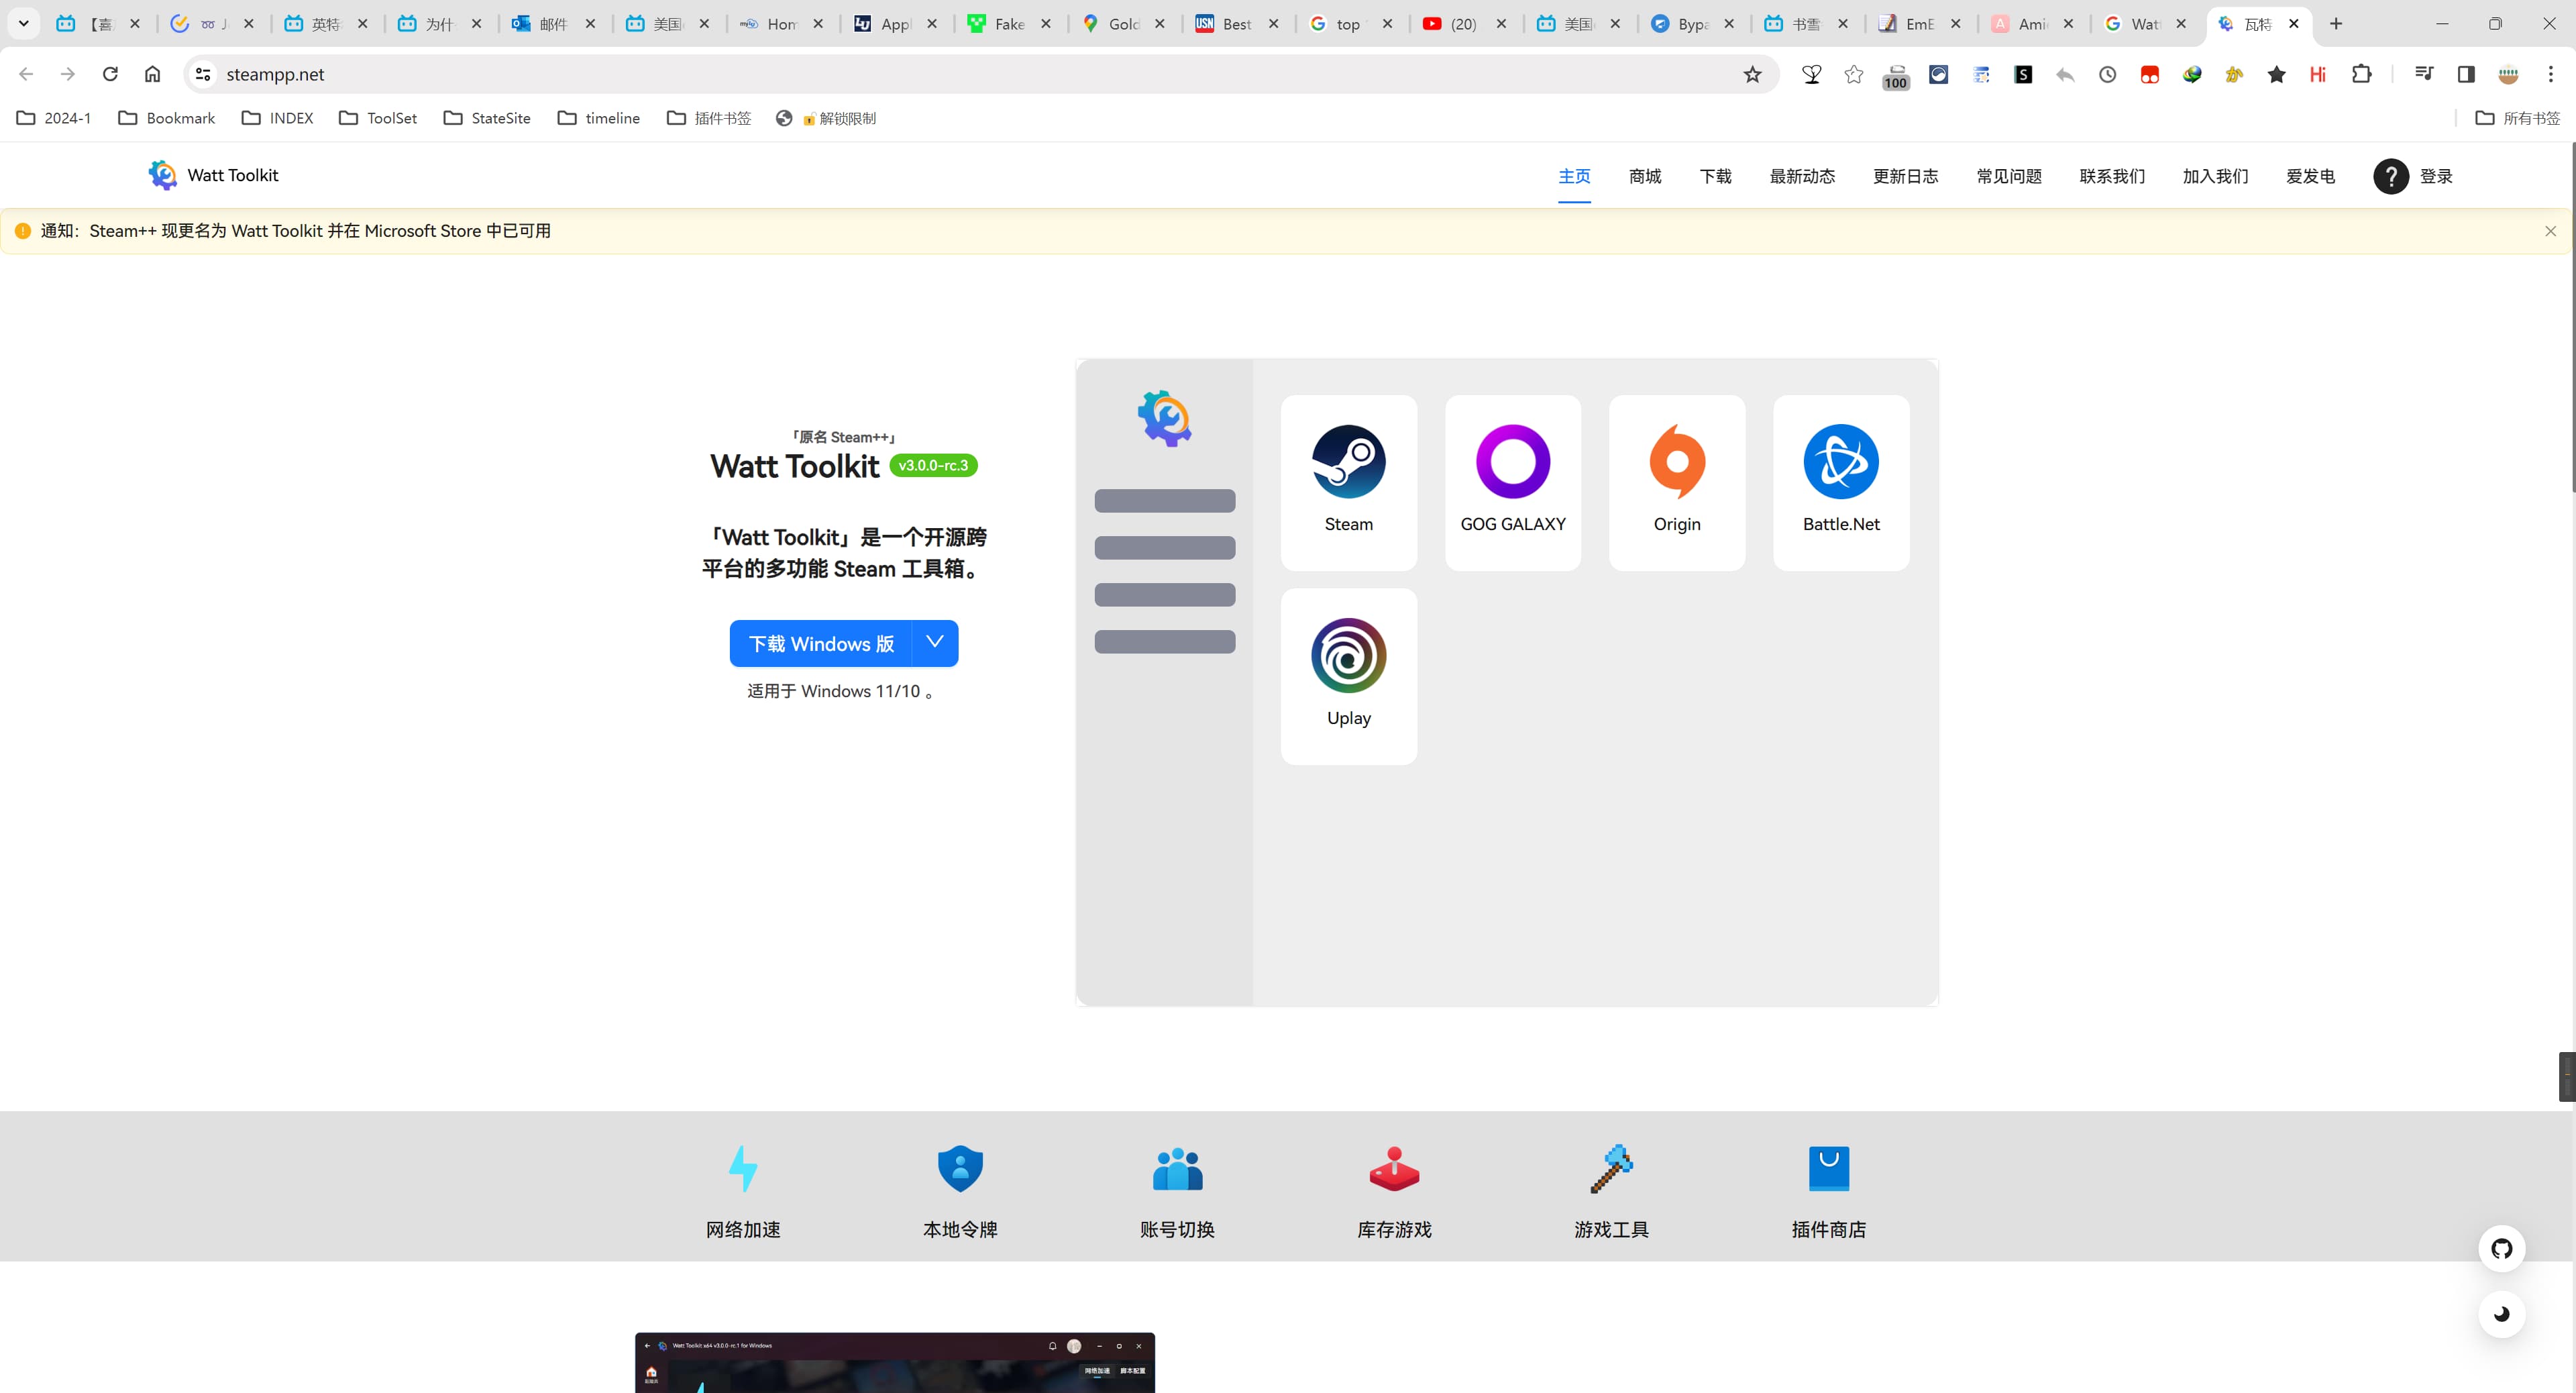 【喜
J
英特
为什
邮件
美国
Hom
Appl
Fake
Gold
Best
top
(20)
美国
Bypa
书雪
EmE
Ami
Wat
瓦特
steampp.net
100
2024-1
Bookmark
INDEX
ToolSet
StateSite
timeline
插件书签
解锁限制
所有书签
Watt Toolkit
主页
商城
下载
最新动态
更新日志
常见问题
联系我们
加入我们
爱发电
登录
通知：Steam++ 现更名为 Watt Toolkit 并在 Microsoft Store 中已可用
「原名 Steam++」
Watt Toolkit v3.0.0-rc.3
「Watt Toolkit」是一个开源跨
平台的多功能 Steam 工具箱。
下载 Windows 版
适用于 Windows 11/10 。
Steam
GOG GALAXY
Origin
Battle.Net
Uplay
网络加速
本地令牌
账号切换
库存游戏
游戏工具
插件商店
Watt Toolkit x64 v3.0.0-rc.1 for Windows
网络加速
脚本配置